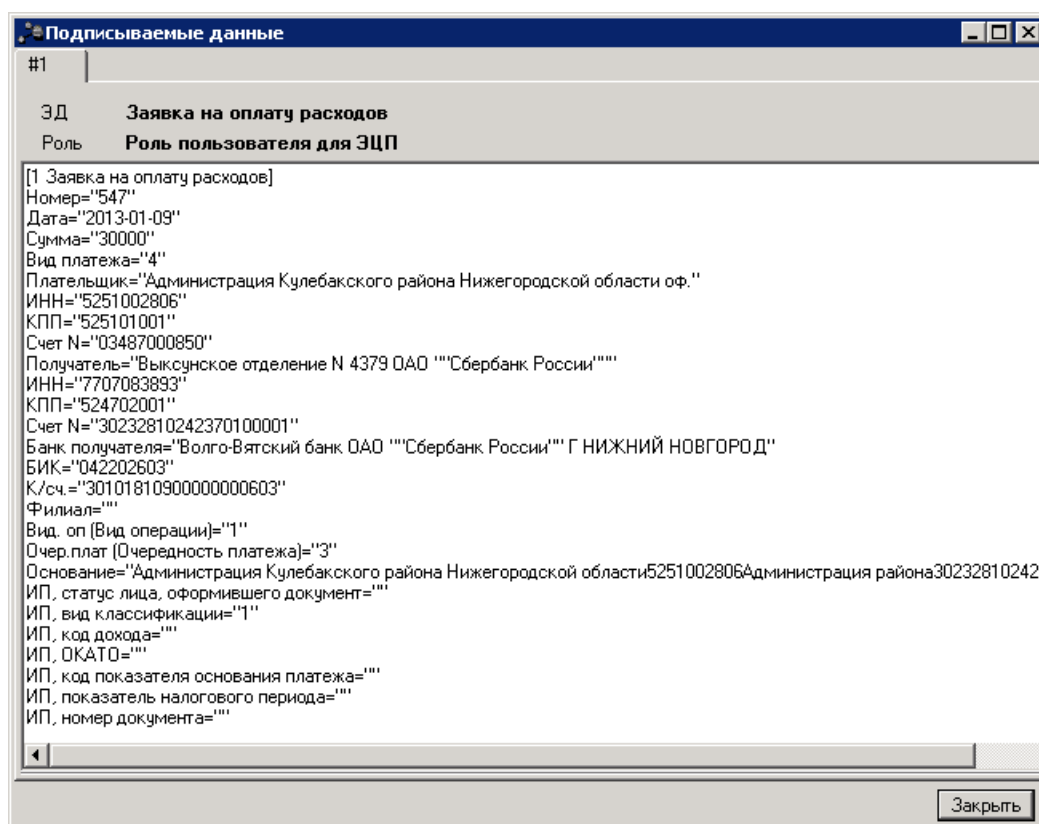 Подписываемые данные
#1
ЭД Заявка на оплату расходов
Роль Роль пользователя для ЭЦП
[1 Заявка на оплату расходов]
Номер="547"
Дата="2013-01-09"
Сумма="30000"
Вид платежа="4"
Плательщик="Администрация Кулебакского района Нижегородской области оф."
ИНН="5251002806"
КПП="525101001"
Счет N="03487000850"
Получатель="Выксунское отделение N 4379 ОАО ""Сбербанк России"""
ИНН="7707083893"
КПП="524702001"
Счет N="30232810242370100001"
Банк получателя="Волго-Вятский банк ОАО ""Сбербанк России"" Г НИЖНИЙ НОВГОРОД"
БИК="042202603"
К/сч.="30101810900000000603"
Филиал=""
Вид. оп (Вид операции)="1"
Очер.плат (Очередность платежа)="3"
Основание="Администрация Кулебакского района Нижегородской области5251002806Администрация района30232810242
ИП, статус лица, оформившего документ=""
ИП, вид классификации="1"
ИП, код дохода=""
ИП, ОКАТО=""
ИП, код показателя основания платежа=""
ИП, показатель налогового периода=""
ИП, номер документа=""
Закрыть